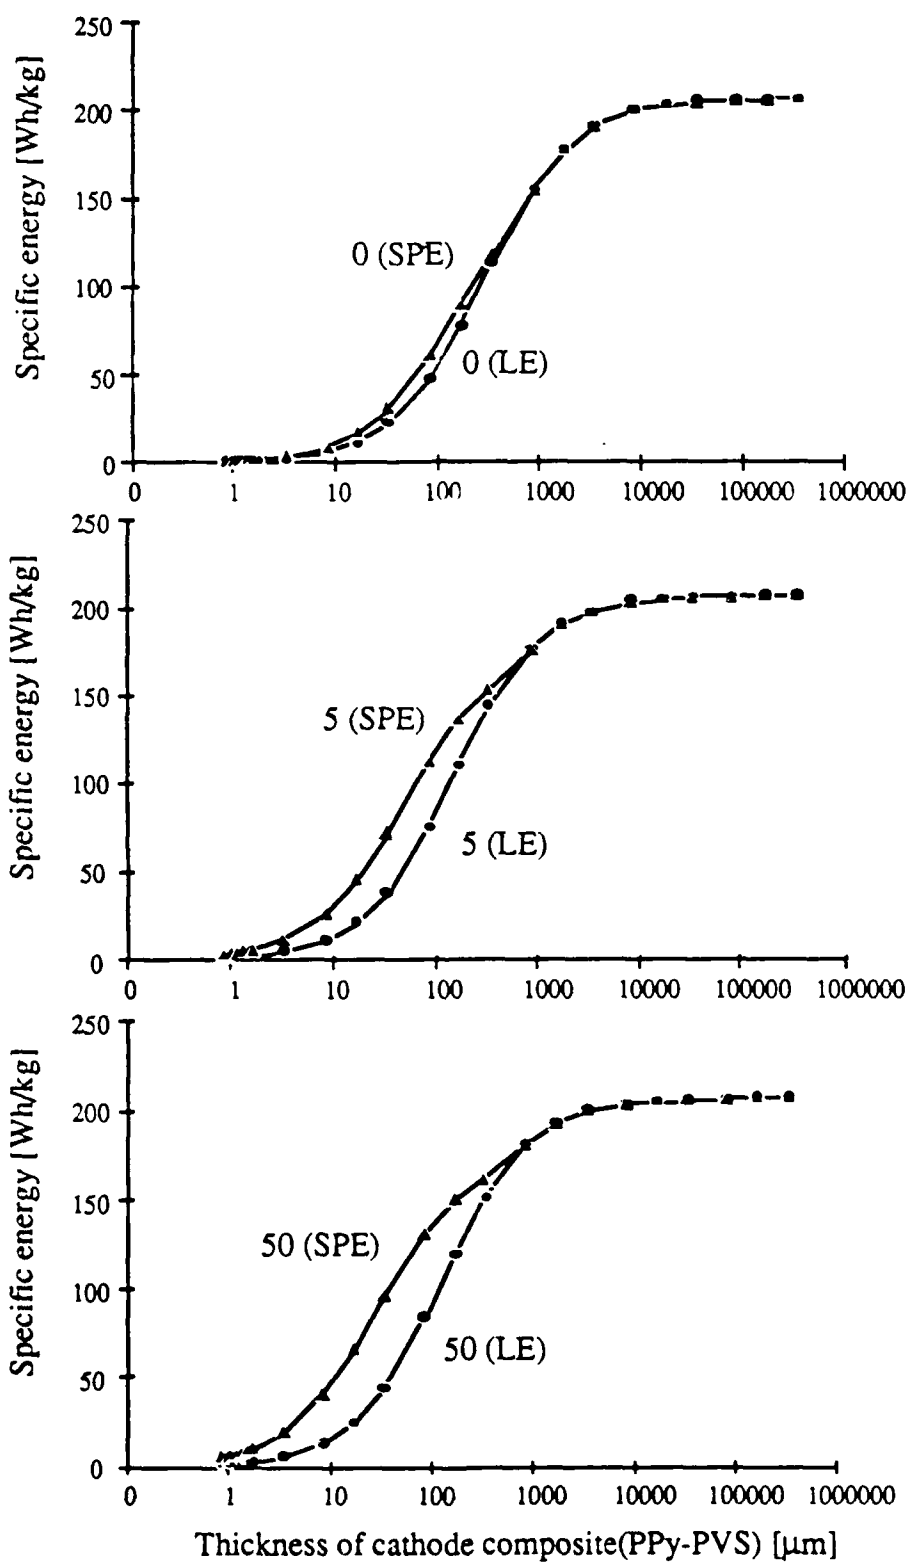 250
200
150
100
50
0
Specific energy [Wh/kg]
0 (SPE)
0 (LE)
0 1 10 100 1000 10000 100000 1000000
250
200
150
100
50
0
Specific energy [Wh/kg]
5 (SPE)
5 (LE)
0 1 10 100 1000 10000 100000 1000000
250
200
150
100
50
0
Specific energy [Wh/kg]
50 (SPE)
50 (LE)
0 1 10 100 1000 10000 100000 1000000
Thickness of cathode composite(PPy-PVS) [µm]